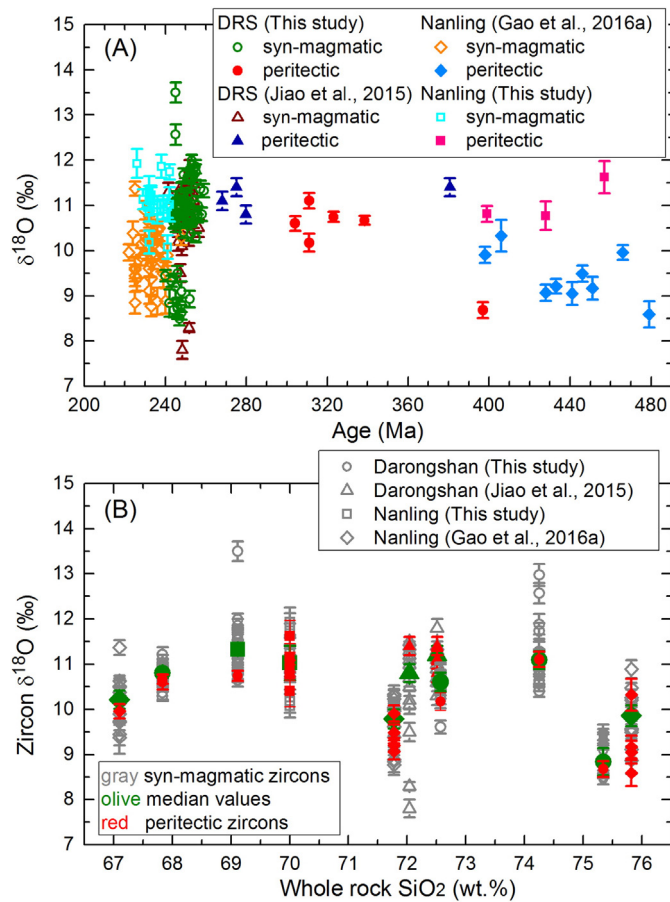 (A)
DRS (This study)
syn-magmatic
peritectic
DRS (Jiao et al., 2015)
syn-magmatic
peritectic
Nanling (Gao et al., 2016a)
syn-magmatic
peritectic
Nanling (This study)
syn-magmatic
peritectic
15
14
13
12
11
10
9
8
7
δ18O (‰)
200 240 280 320 360 400 440 480
Age (Ma)
(B)
Darongshan (This study)
Darongshan (Jiao et al., 2015)
Nanling (This study)
Nanling (Gao et al., 2016a)
15
14
13
12
11
10
9
8
7
Zircon δ18O (‰)
gray syn-magmatic zircons
olive median values
red peritectic zircons
67 68 69 70 71 72 73 74 75 76
Whole rock SiO2 (wt.%)